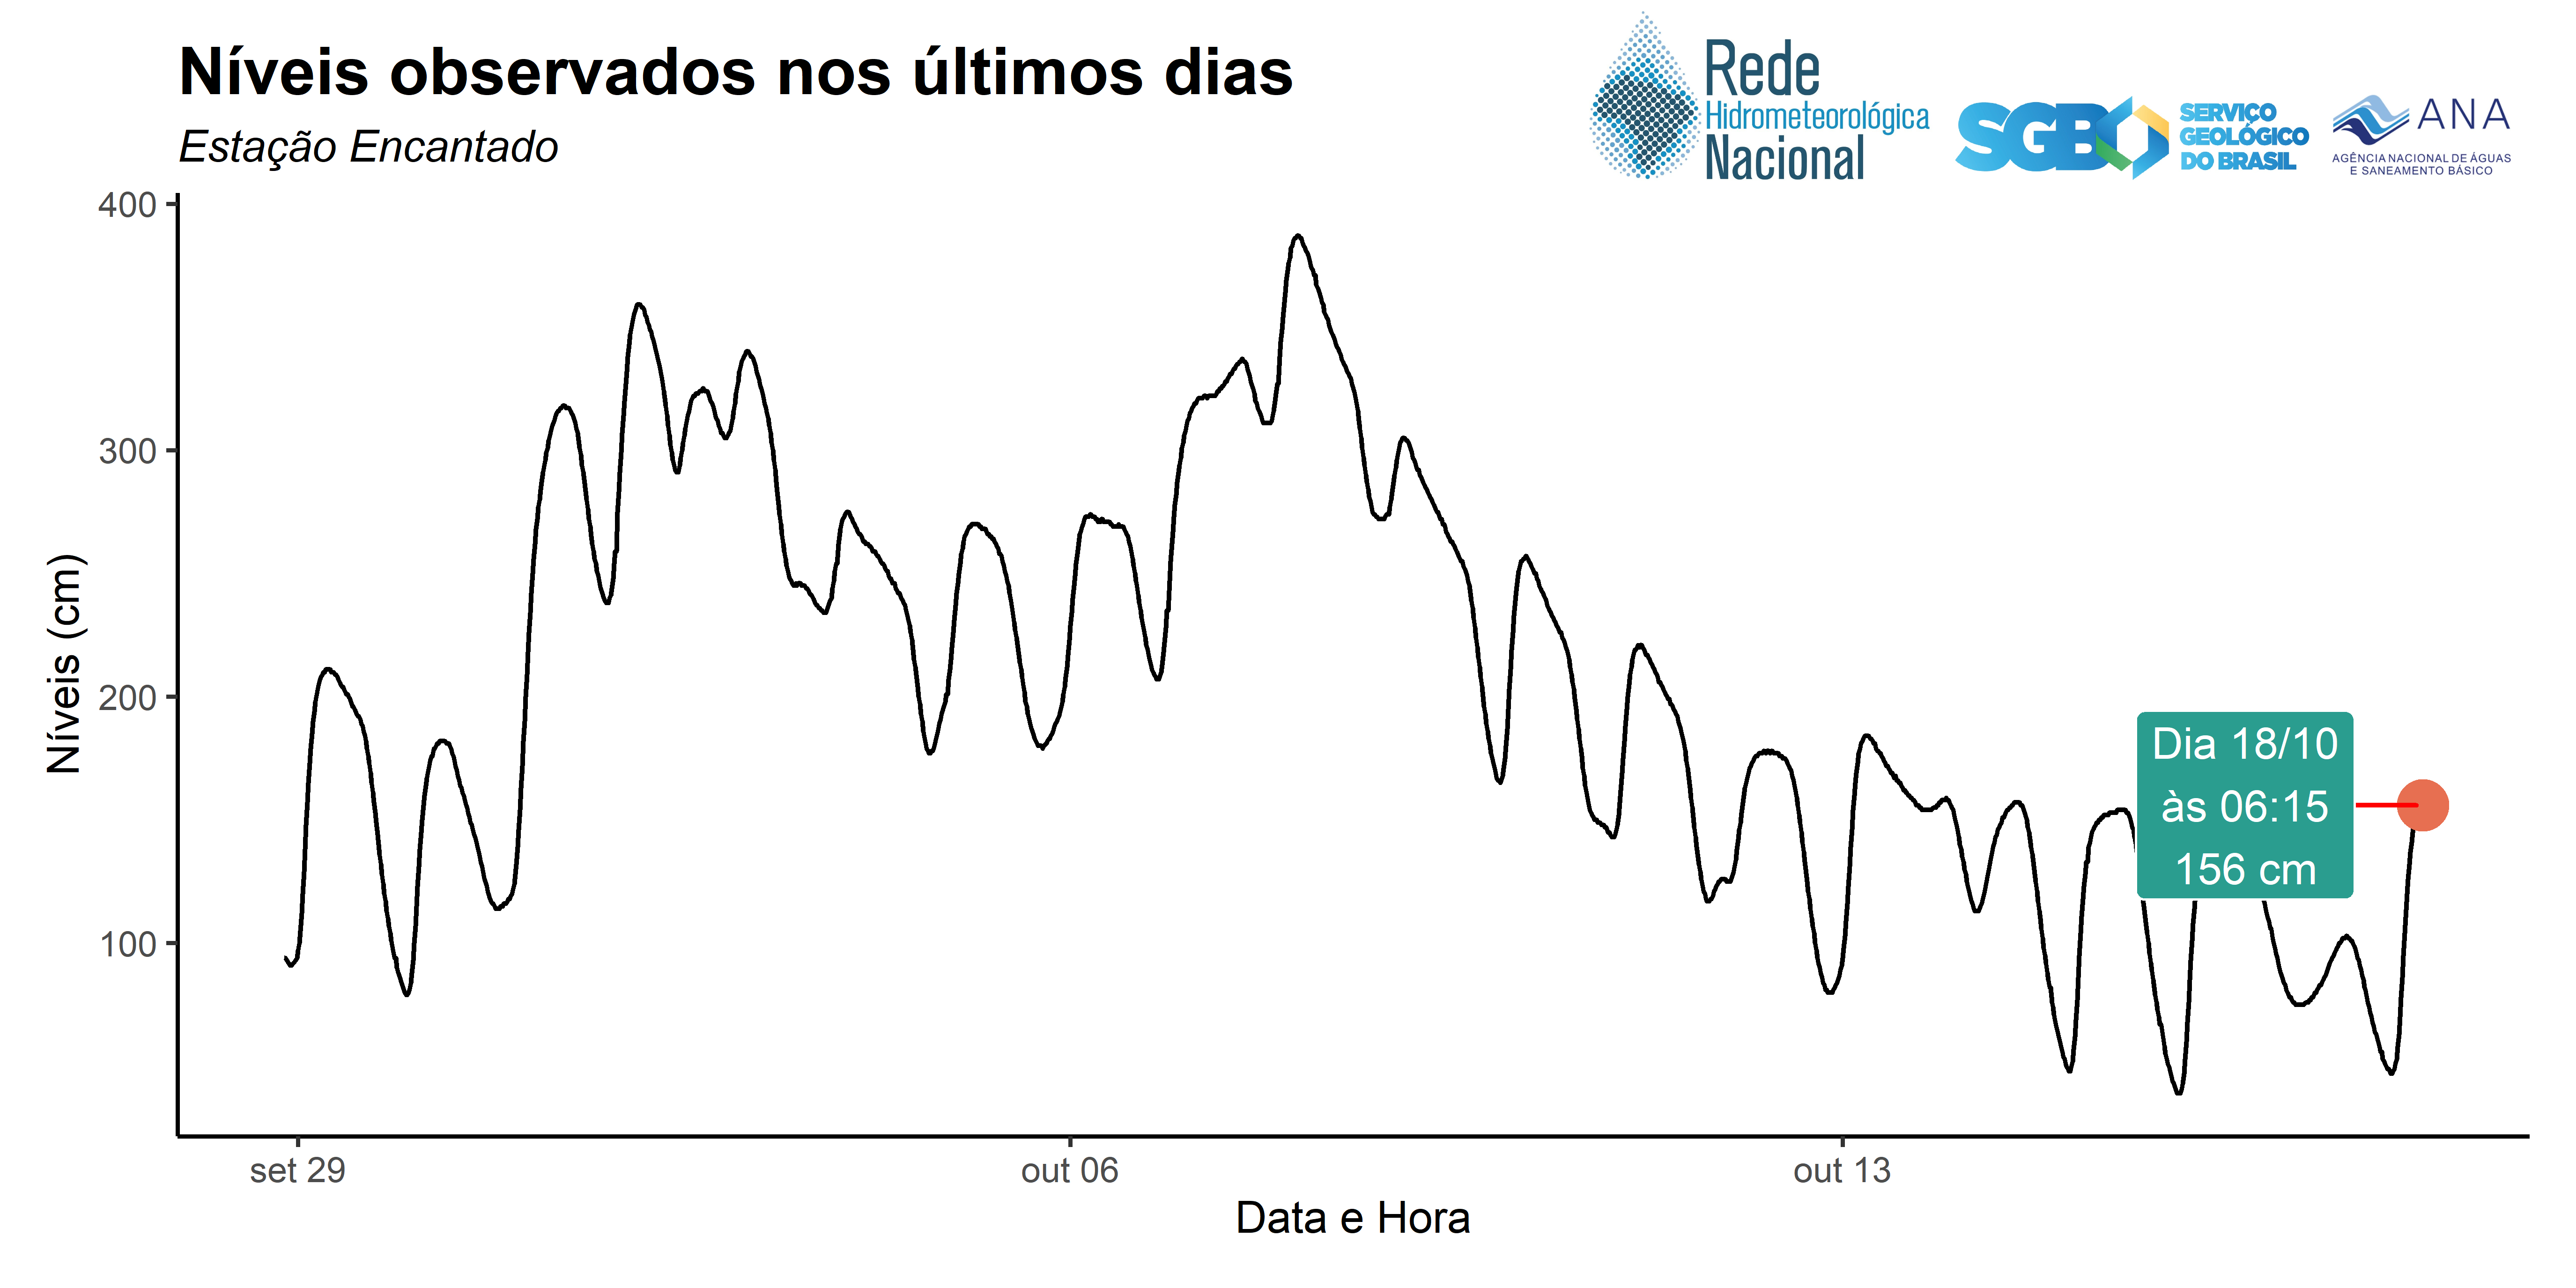 Níveis observados nos últimos dias
Estação Encantado
Rede
Hidrometeorológica
Nacional
SGB
SERVIÇO
GEOLÓGICO
DO BRASIL
ANA
AGÊNCIA NACIONAL DE ÁGUAS
E SANEAMENTO BÁSICO
400
300
200
100
Níveis (cm)
Dia 18/10
às 06:15
156 cm
set 29
out 06
out 13
Data e Hora